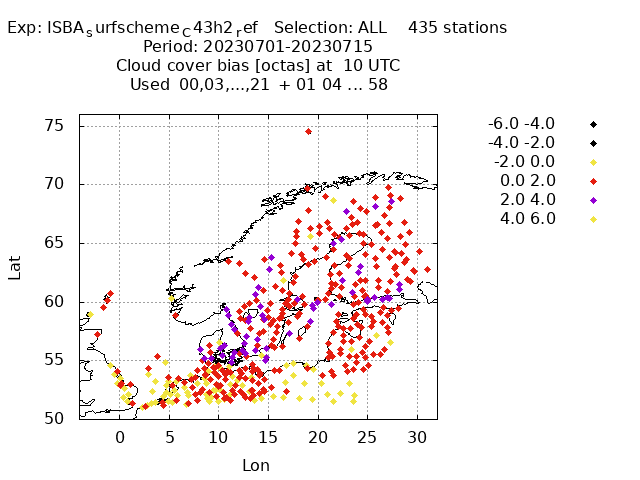 Exp: ISBA_surfscheme_C43h2_ref   Selection: ALL    435 stations
Period: 20230701-20230715
Cloud cover bias [octas] at  10 UTC
Used  00,03,...,21  + 01 04 ... 58
-6.0 -4.0
-4.0 -2.0
-2.0 0.0
0.0 2.0
2.0 4.0
4.0 6.0
75
70
65
60
55
50
Lat
0 5 10 15 20 25 30
Lon